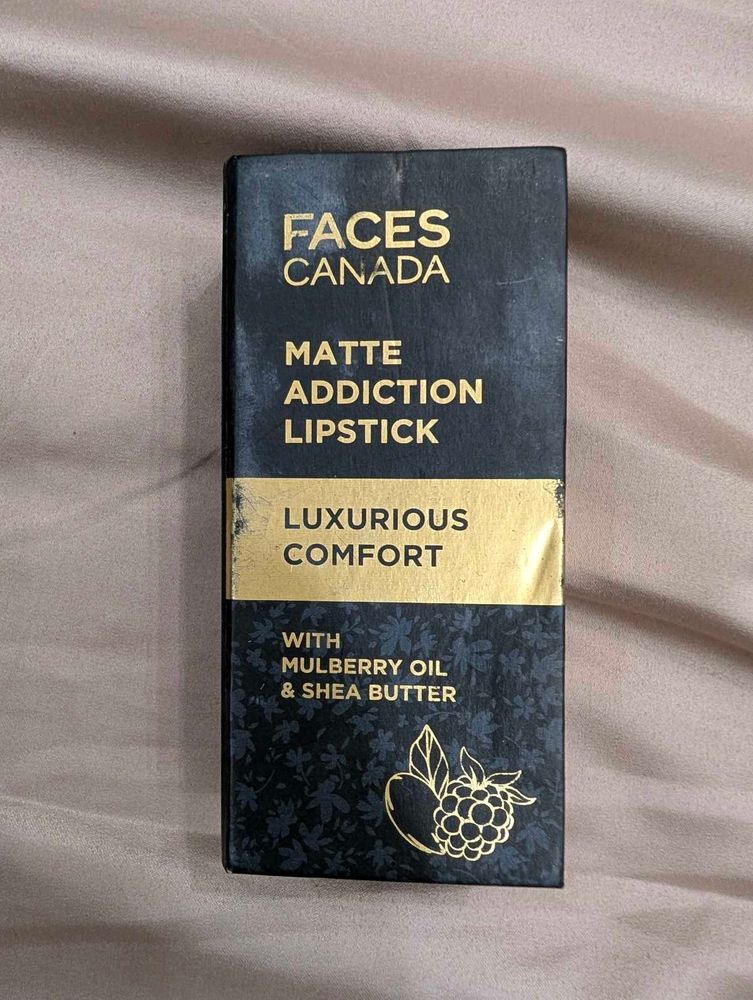 FACES
CANADA
MATTE
ADDICTION
LIPSTICK
LUXURIOUS
COMFORT
WITH
MULBERRY OIL
& SHEA BUTTER